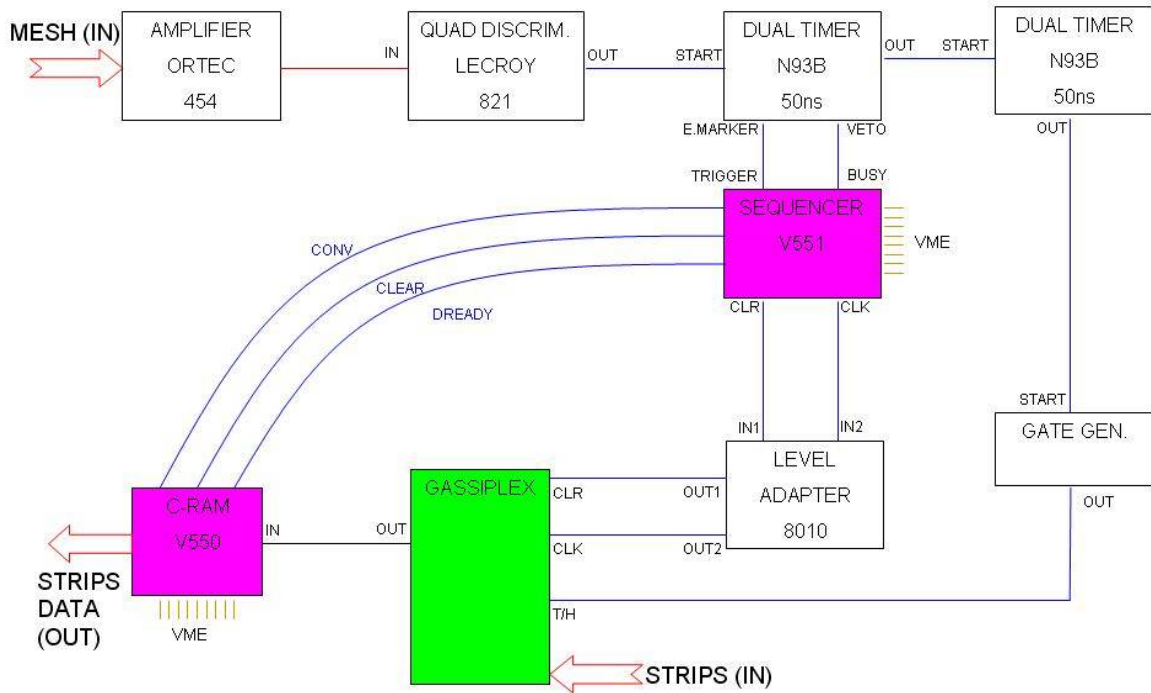 MESH (IN)
AMPLIFIER
ORTEC
454
IN
QUAD DISCRIM.
LECROY
821
OUT
START
DUAL TIMER
N93B
50ns
OUT
START
DUAL TIMER
N93B
50ns
OUT
E.MARKER
VETO
TRIGGER
BUSY
SEQUENCER
V551
VME
CONV
CLEAR
DREADY
CLR
CLK
START
GATE GEN.
OUT
IN1
IN2
LEVEL
ADAPTER
8010
OUT1
OUT2
GASSIPLEX
CLR
CLK
T/H
OUT
IN
C-RAM
V550
STRIPS
DATA
(OUT)
VME
STRIPS (IN)